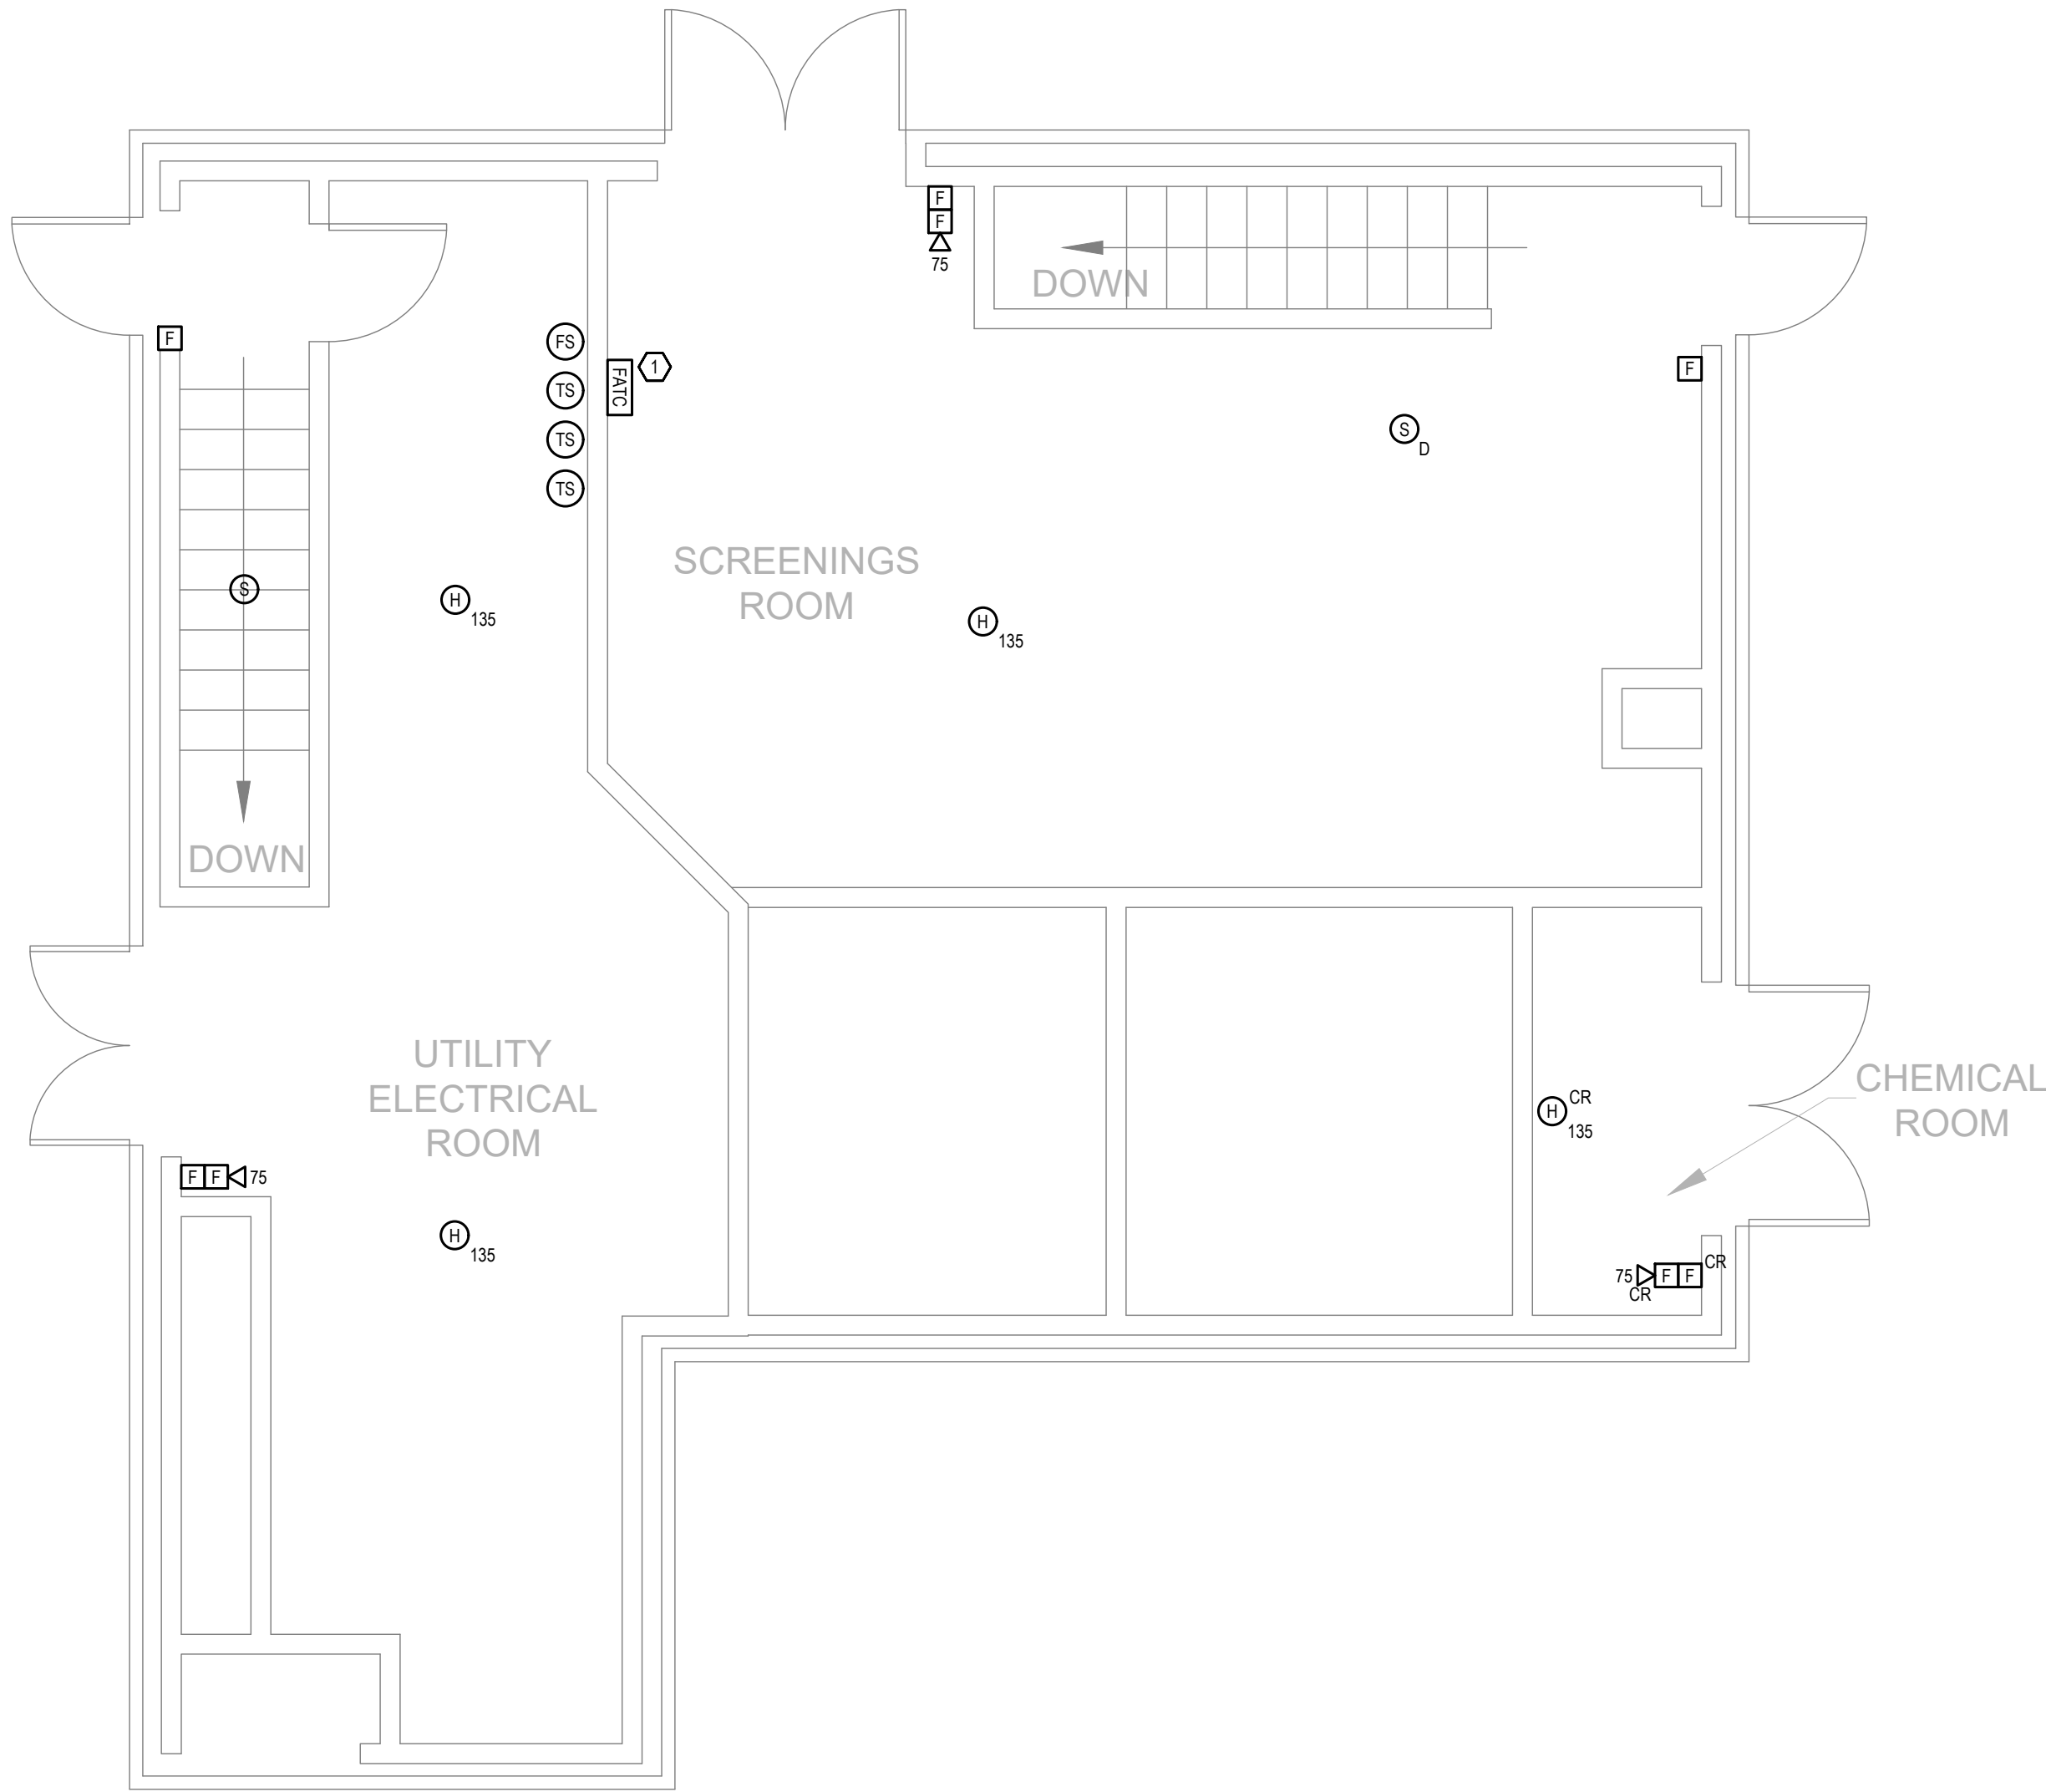 F
F
75
DOWN
F
FS
1
FATC
F
TS
S
D
TS
TS
SCREENINGS
ROOM
S
H
135
H
135
DOWN
UTILITY
ELECTRICAL
ROOM
CHEMICAL
ROOM
CR
H
135
F F 75
H
135
CR
75 F F
CR